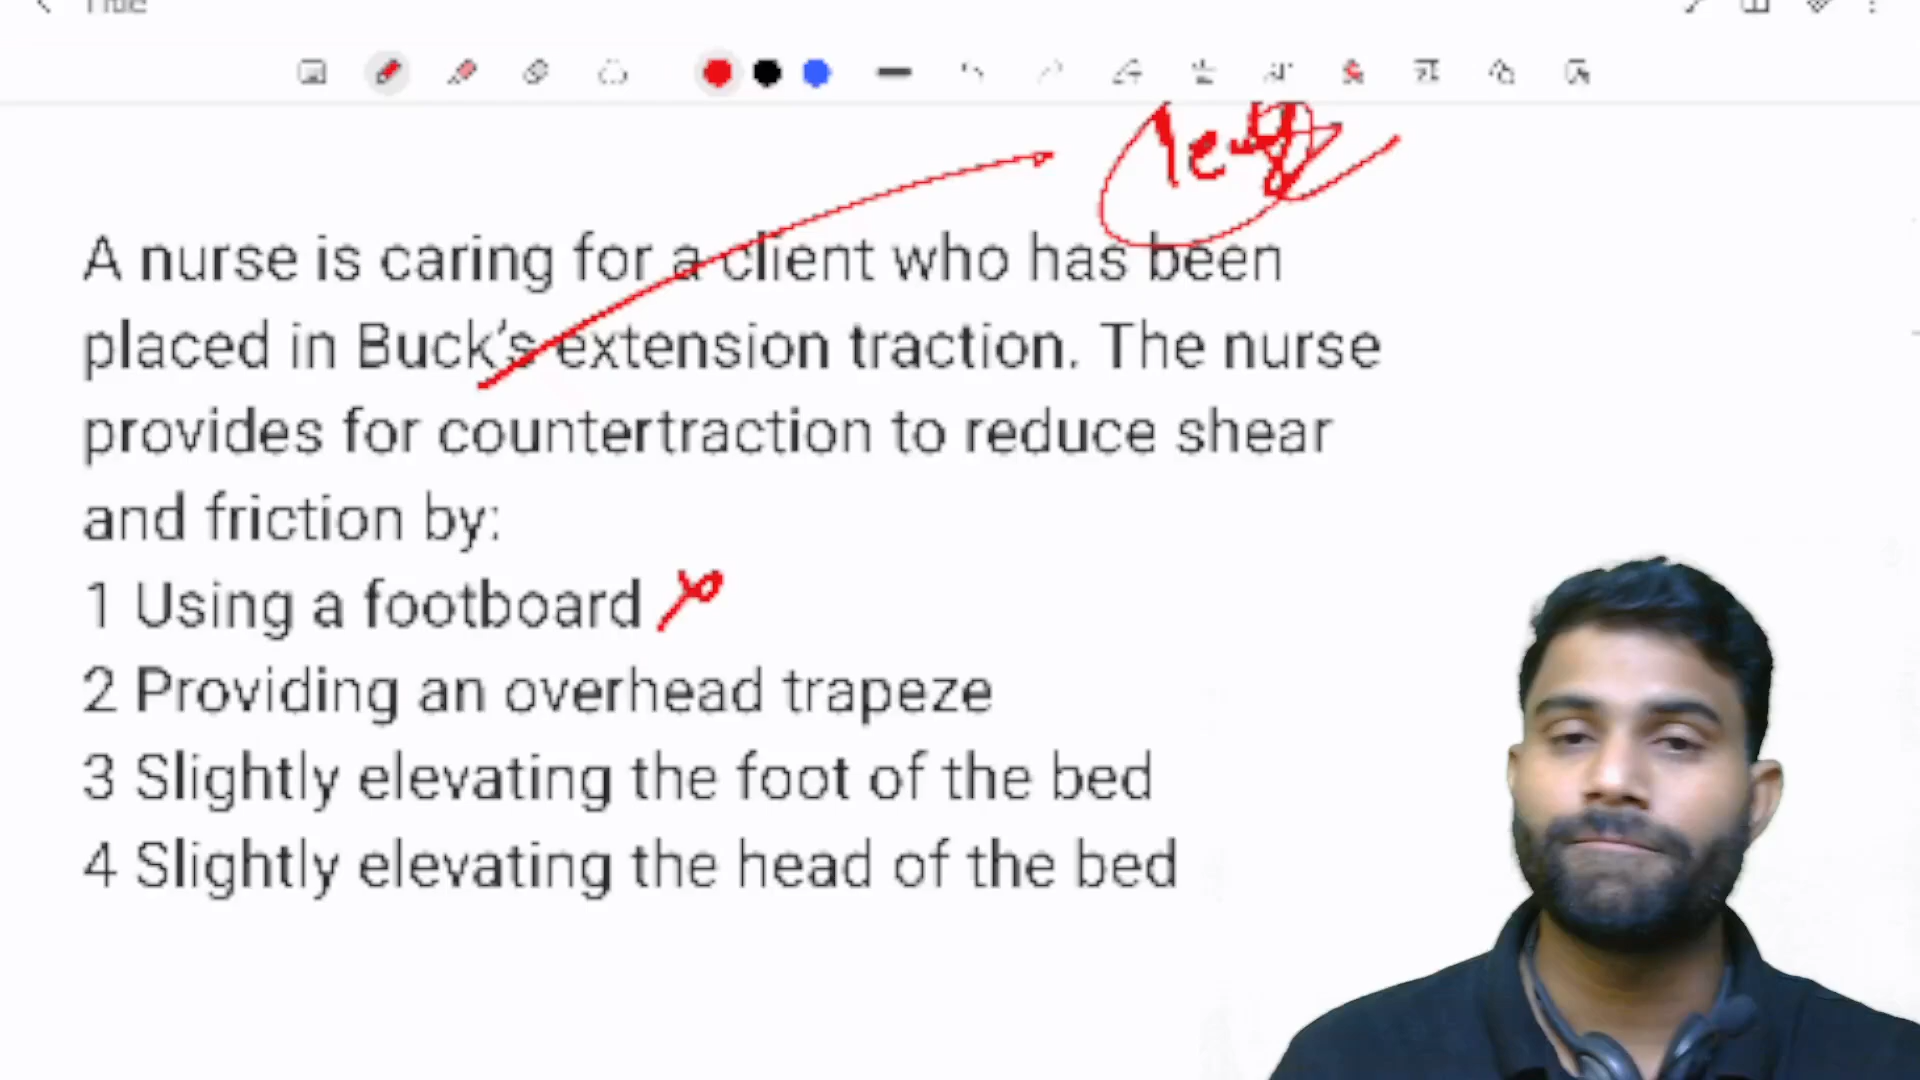 Title
A nurse is caring for a client who has been
placed in Buck's extension traction. The nurse
provides for countertraction to reduce shear
and friction by:
1 Using a footboard
2 Providing an overhead trapeze
3 Slightly elevating the foot of the bed
4 Slightly elevating the head of the bed